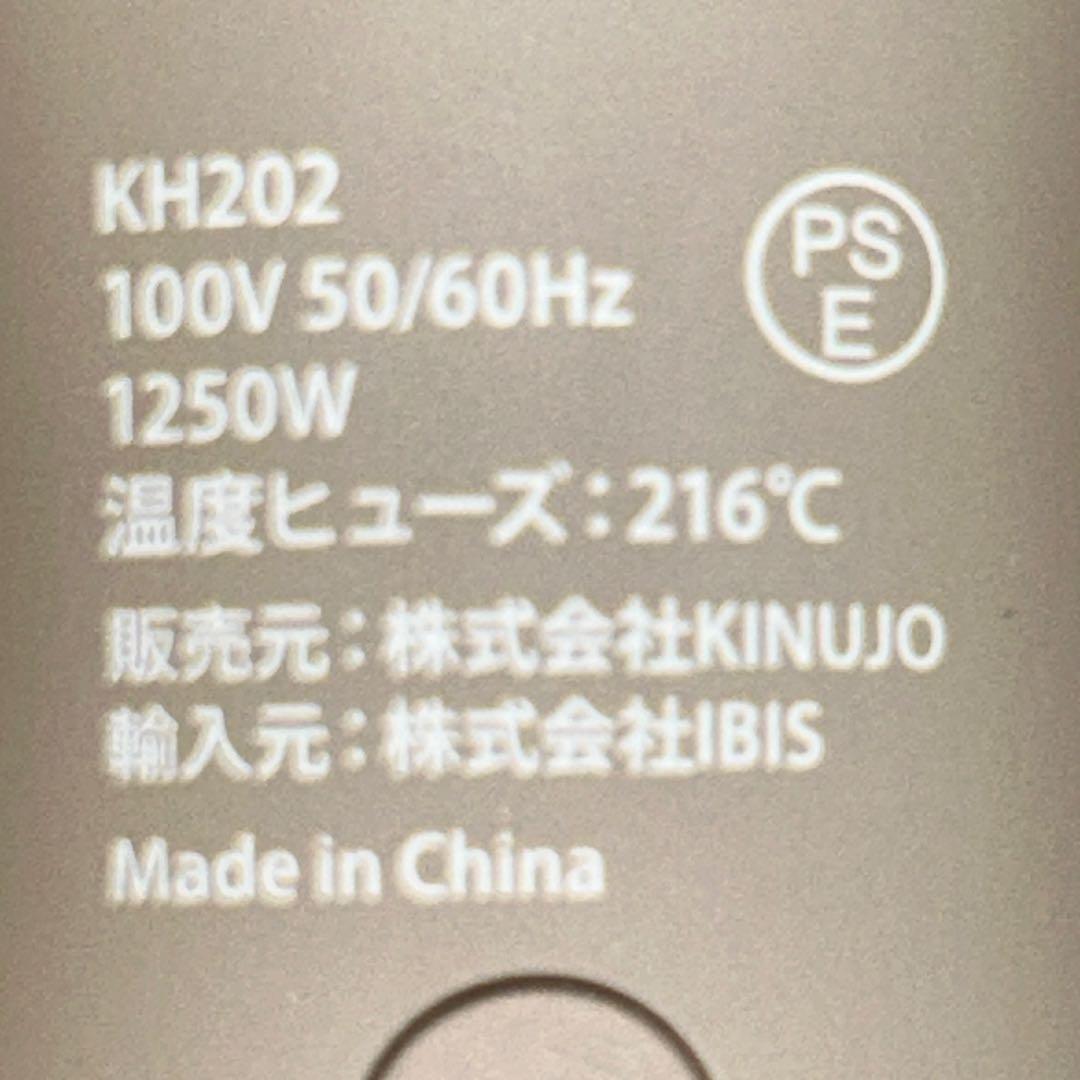 KH202
100V 50/60Hz
PS
E
1250W
温度ヒューズ：216℃
販売元：株式会社KINUJO
輸入元：株式会社IBIS
Made in China